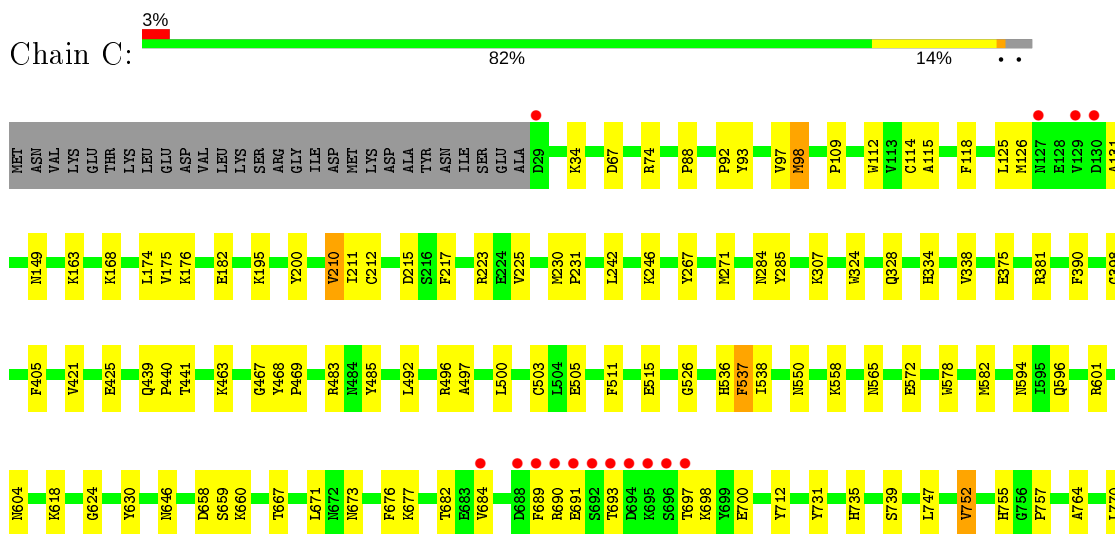 3%
Chain C:
82% 14% • •
MET ASN VAL LYS GLU THR LYS LEU GLU ASP VAL LEU LYS SER ARG GLY ILE ASP MET LYS ASP ALA TYR ASN ILE SER GLU ALA D29 K34 D67 R74 P88 P92 Y93 V97 M98 P109 W112 V113 C114 A115 F118 L125 M126 N127 E128 V129 D130 A131
N149 K163 K168 L174 V175 K176 E182 K195 Y200 V210 I211 C212 D215 S216 F217 R223 E224 V225 M230 P231 L242 K246 Y267 M271 N284 Y285 K307 W324 Q328 H334 V338 E375 R381 F390
F405 V421 E425 Q439 P440 T441 K463 G467 Y468 P469 R483 N484 Y485 L492 R496 A497 L500 C503 L504 E505 F511 E515 G526 H536 F537 I538 N550 K558 N565 E572 W578 M582 N594 I595 Q596 R601
N604 K618 G624 Y630 N646 D658 S659 K660 T667 L671 N672 N673 F676 K677 T682 E683 V684 D688 F689 R690 E691 S692 T693 D694 K695 S696 T697 K698 Y699 E700 Y712 Y731 H735 S739 L747 V752 H755 G756 P757 A764